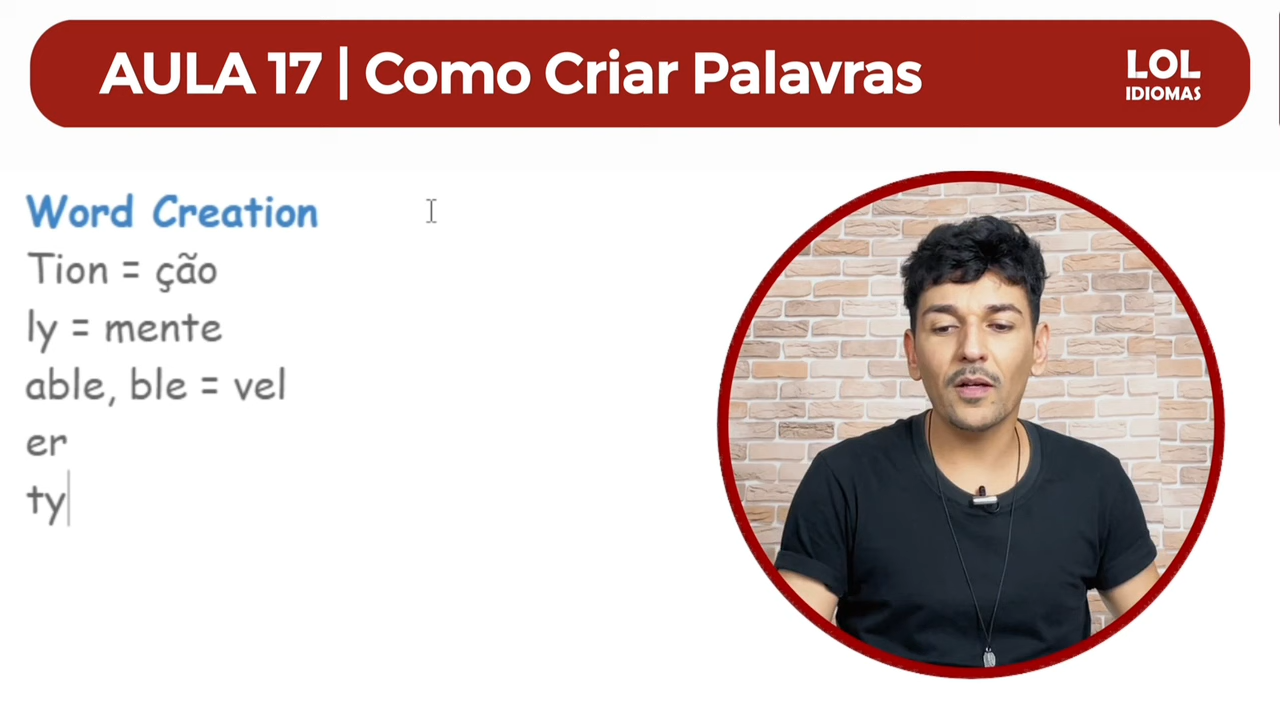 AULA 17 | Como Criar Palavras
LOL
IDIOMAS
Word Creation
Tion = ção
ly = mente
able, ble = vel
er
ty